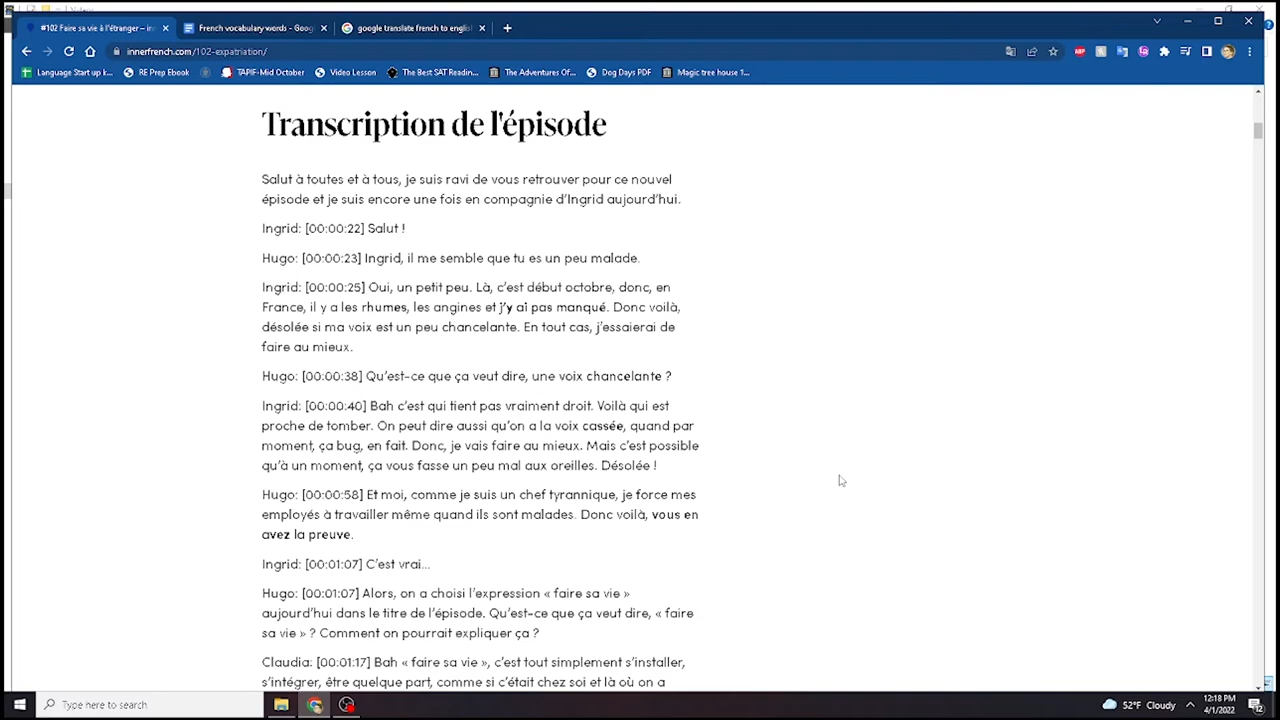 Videos
#102 Faire sa vie à l'étranger – in
French vocabulary words - Goog
google translate french to englis
innerfrench.com/102-expatriation/
ABP
Language Start up k...
RE Prep Ebook
TAPIF-Mid October
Video Lesson
The Best SAT Readin...
The Adventures Of...
Dog Days PDF
Magic tree house 1...
Transcription de l'épisode
Salut à toutes et à tous, je suis ravi de vous retrouver pour ce nouvel
épisode et je suis encore une fois en compagnie d'Ingrid aujourd'hui.
Ingrid: [00:00:22] Salut !
Hugo: [00:00:23] Ingrid, il me semble que tu es un peu malade.
Ingrid: [00:00:25] Oui, un petit peu. Là, c'est début octobre, donc, en
France, il y a les rhumes, les angines et j'y ai pas manqué. Donc voilà,
désolée si ma voix est un peu chancelante. En tout cas, j'essaierai de
faire au mieux.
Hugo: [00:00:38] Qu'est-ce que ça veut dire, une voix chancelante ?
Ingrid: [00:00:40] Bah c'est qui tient pas vraiment droit. Voilà qui est
proche de tomber. On peut dire aussi qu'on a la voix cassée, quand par
moment, ça bug, en fait. Donc, je vais faire au mieux. Mais c'est possible
qu'à un moment, ça vous fasse un peu mal aux oreilles. Désolée !
Hugo: [00:00:58] Et moi, comme je suis un chef tyrannique, je force mes
employés à travailler même quand ils sont malades. Donc voilà, vous en
avez la preuve.
Ingrid: [00:01:07] C'est vrai...
Hugo: [00:01:07] Alors, on a choisi l'expression « faire sa vie »
aujourd'hui dans le titre de l'épisode. Qu'est-ce que ça veut dire, « faire
sa vie » ? Comment on pourrait expliquer ça ?
Claudia: [00:01:17] Bah « faire sa vie », c'est tout simplement s'installer,
s'intégrer, être quelque part, comme si c'était chez soi et là où on a
Type here to search
52°F Cloudy
12:18 PM
4/1/2022
12